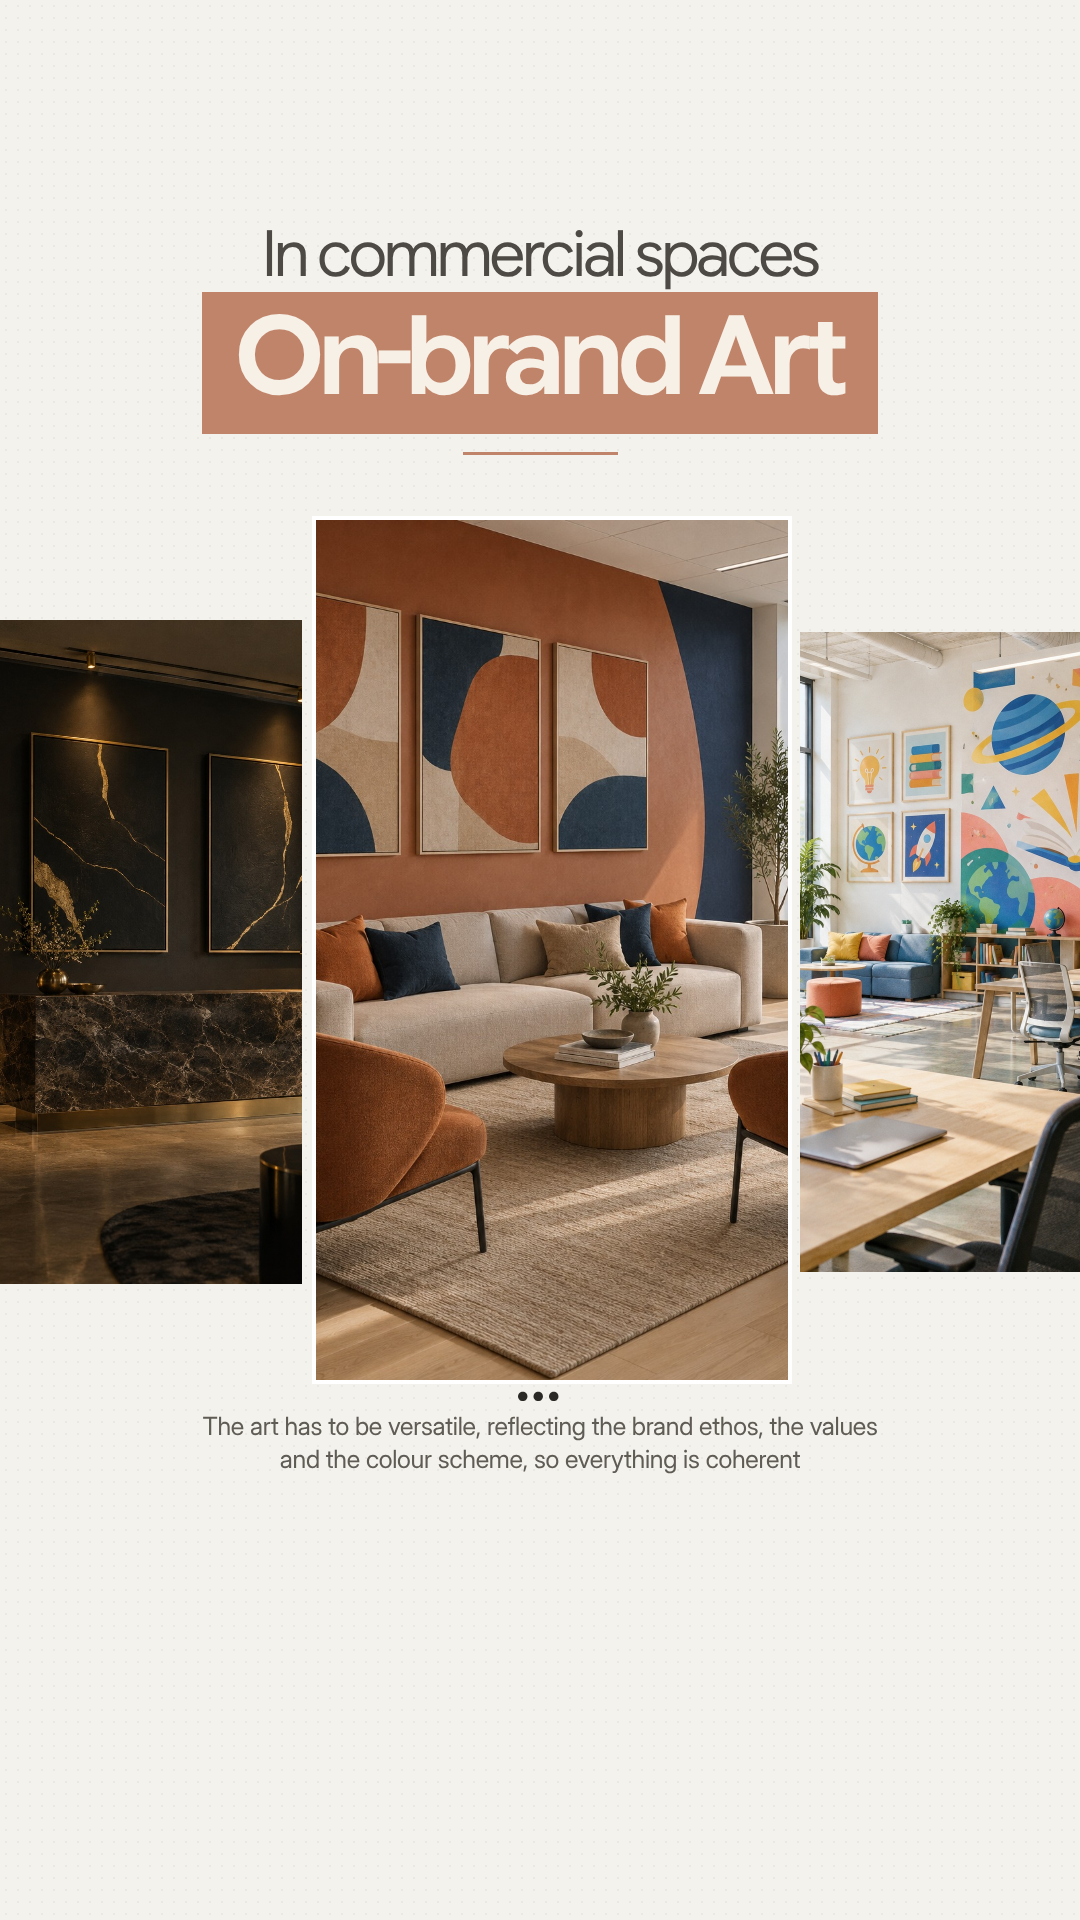 In commercial spaces
On-brand Art
The art has to be versatile, reflecting the brand ethos, the values
and the colour scheme, so everything is coherent